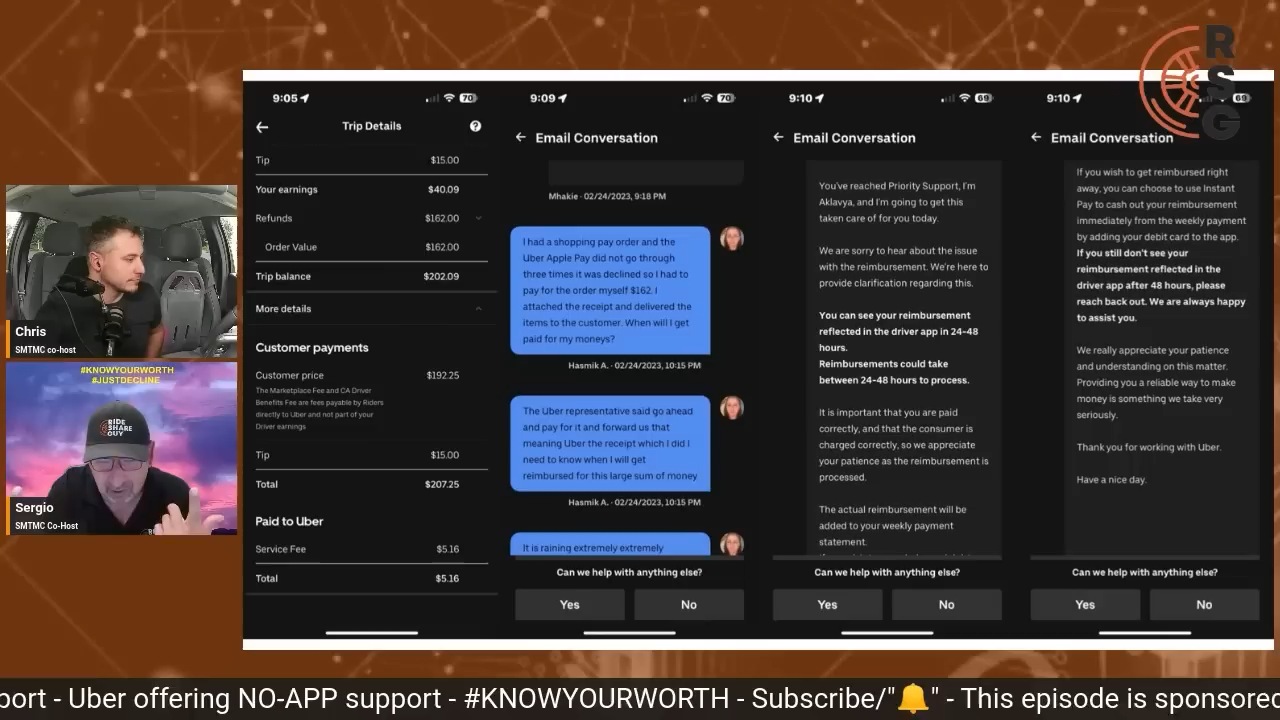 RSG
Chris
SMTMC co-host
#KNOWYOURWORTH
#JUSTDECLINE
RIDE
SHARE
GUY
Sergio
SMTMC Co-Host
9:05
70
Trip Details
?
Tip $15.00
Your earnings $40.09
Refunds $162.00
Order Value $162.00
Trip balance $202.09
More details
Customer payments
Customer price $192.25
The Marketplace Fee and CA Driver
Benefits Fee are fees payable by Riders
directly to Uber and not part of your
Driver earnings
Tip $15.00
Total $207.25
Paid to Uber
Service Fee $5.16
Total $5.16
9:09
70
Email Conversation
Mhakie · 02/24/2023, 9:18 PM
I had a shopping pay order and the
Uber Apple Pay did not go through
three times it was declined so I had to
pay for the order myself $162. I
attached the receipt and delivered the
items to the customer. When will I get
paid for my moneys?
Hasmik A. · 02/24/2023, 10:15 PM
The Uber representative said go ahead
and pay for it and forward us that
meaning Uber the receipt which I did I
need to know when I will get
reimbursed for this large sum of money
Hasmik A. · 02/24/2023, 10:15 PM
It is raining extremely extremely
Can we help with anything else?
Yes No
9:10
69
Email Conversation
You've reached Priority Support, I'm
Aklavya, and I'm going to get this
taken care of for you today.
We are sorry to hear about the issue
with the reimbursement. We're here to
provide clarification regarding this.
You can see your reimbursement
reflected in the driver app in 24-48
hours.
Reimbursements could take
between 24-48 hours to process.
It is important that you are paid
correctly, and that the consumer is
charged correctly, so we appreciate
your patience as the reimbursement is
processed.
The actual reimbursement will be
added to your weekly payment
statement.
Can we help with anything else?
Yes No
9:10
69
Email Conversation
If you wish to get reimbursed right
away, you can choose to use Instant
Pay to cash out your reimbursement
immediately from the weekly payment
by adding your debit card to the app.
If you still don't see your
reimbursement reflected in the
driver app after 48 hours, please
reach back out. We are always happy
to assist you.
We really appreciate your patience
and understanding on this matter.
Providing you a reliable way to make
money is something we take very
seriously.
Thank you for working with Uber.
Have a nice day.
Can we help with anything else?
Yes No
port - Uber offering NO-APP support - #KNOWYOURWORTH - Subscribe/"🔔" - This episode is sponsored